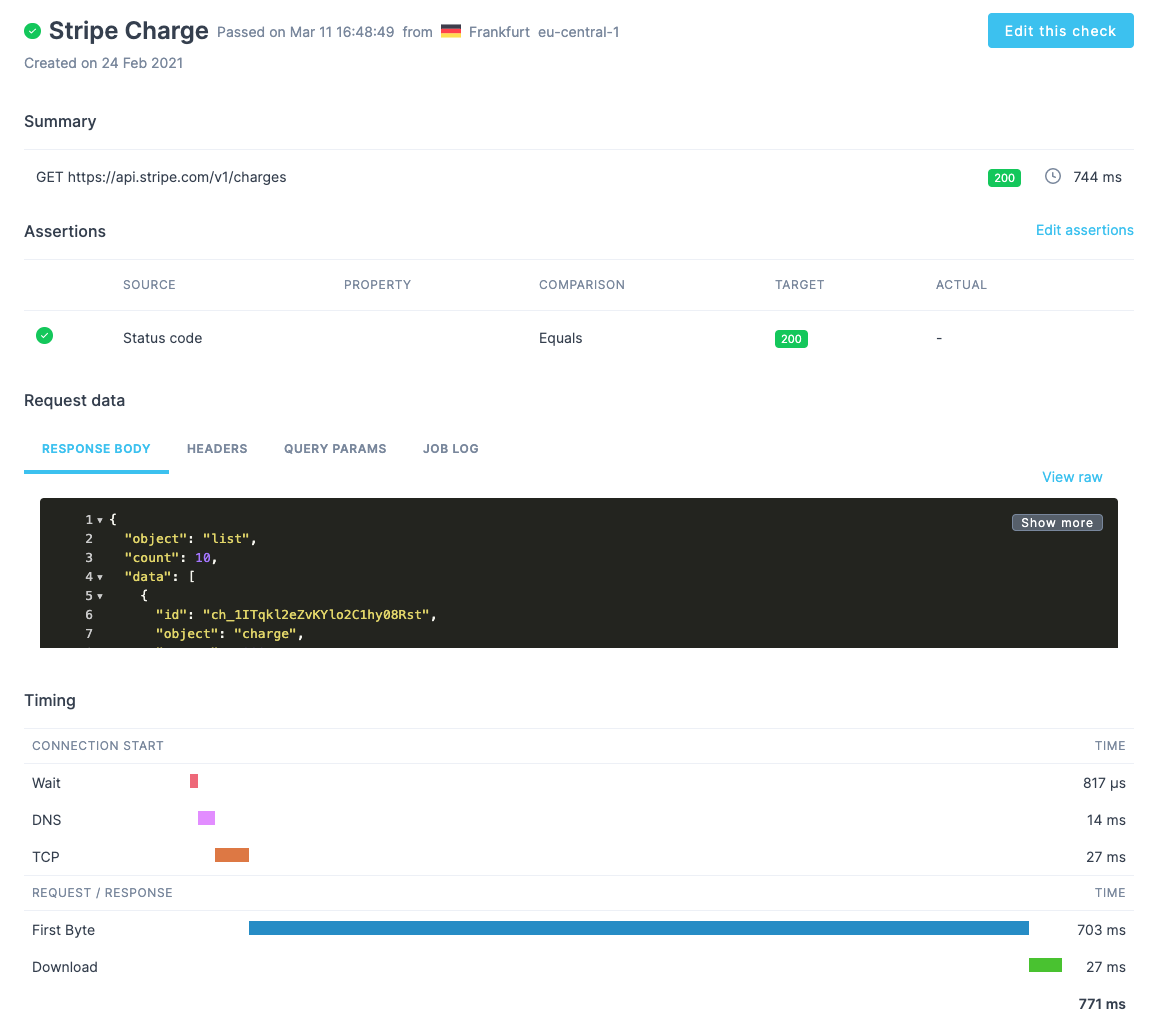 Stripe Charge Passed on Mar 11 16:48:49 from Frankfurt eu-central-1 Edit this check
Created on 24 Feb 2021
Summary
GET https://api.stripe.com/v1/charges 200 744 ms
Assertions Edit assertions
SOURCE PROPERTY COMPARISON TARGET ACTUAL
Status code Equals 200 -
Request data
RESPONSE BODY HEADERS QUERY PARAMS JOB LOG
View raw
1 { Show more
2 "object": "list",
3 "count": 10,
4 "data": [
5 {
6 "id": "ch_1ITqkl2eZvKYlo2C1hy08Rst",
7 "object": "charge",
Timing
CONNECTION START TIME
Wait 817 µs
DNS 14 ms
TCP 27 ms
REQUEST / RESPONSE TIME
First Byte 703 ms
Download 27 ms
771 ms